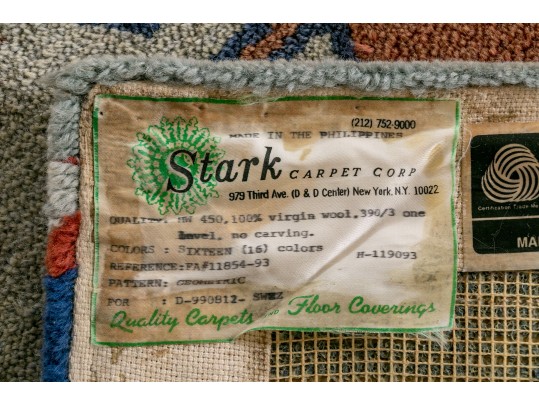 (212) 752-9000
MADE IN THE PHILIPPINES
Stark CARPET CORP
979 Third Ave. (D & D Center) New York, N.Y. 10022
QUALITY: HW 450,100% virgin wool,390/3 one
level, no carving.
COLORS : SIXTEEN (16) colors
H-119093
REFERENCE:FA#11854-93
PATTERN: GEOMETRIC
FOR : D-990812-
Quality Carpets Floor Coverings
MA